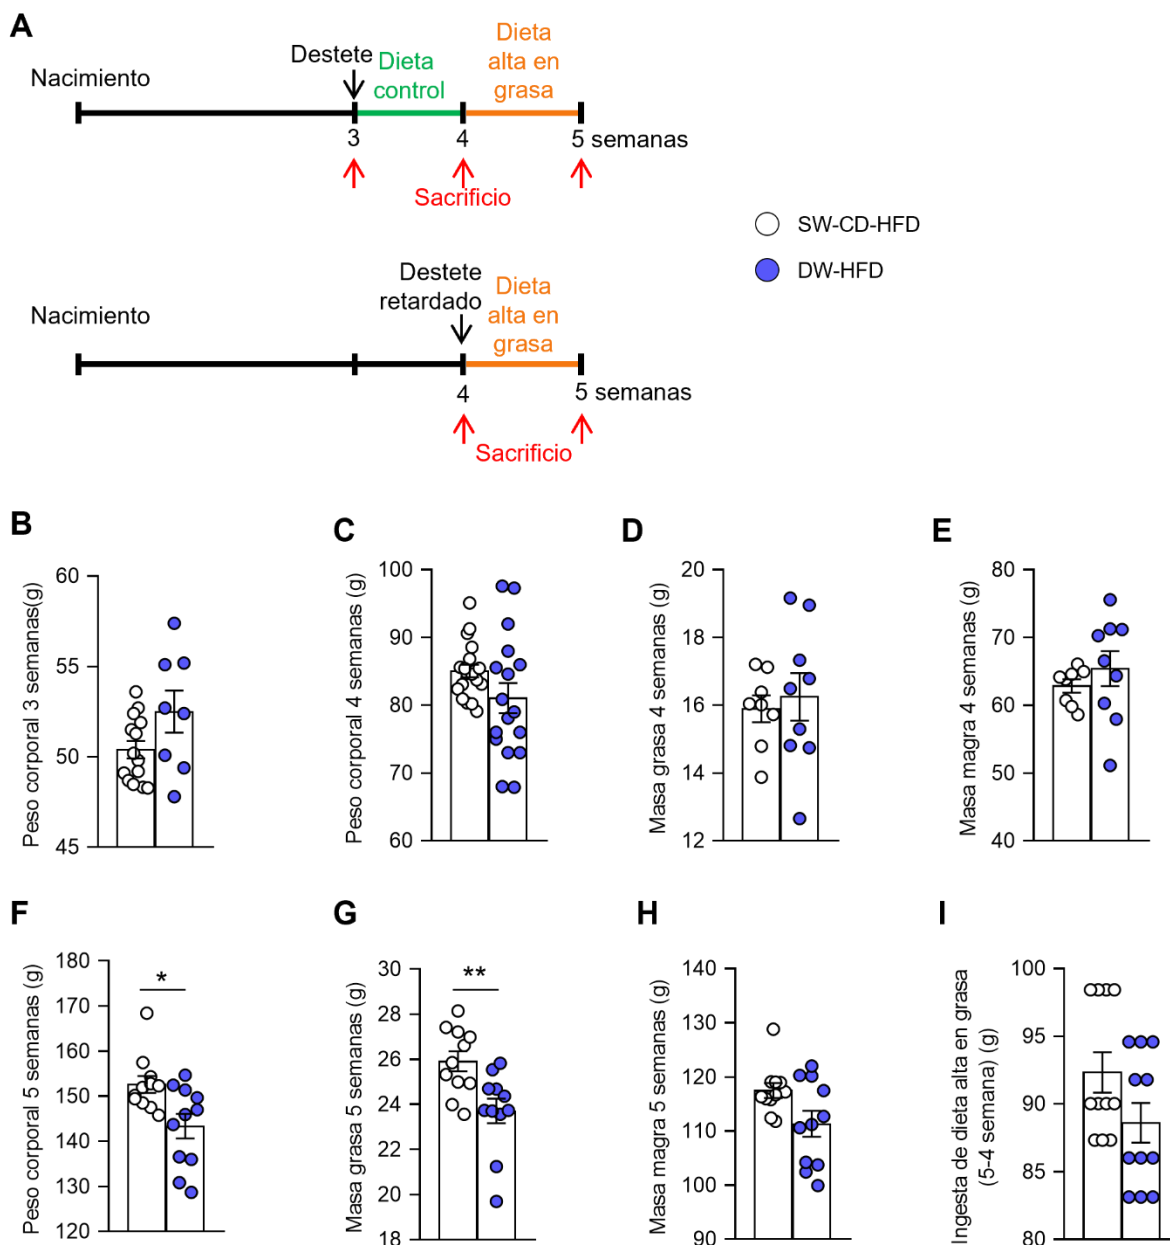 A
Nacimiento
Destete
Dieta
control
Dieta
alta en
grasa
3
4
5 semanas
Sacrificio
SW-CD-HFD
DW-HFD
Nacimiento
Destete
retardado
Dieta
alta en
grasa
4
5 semanas
Sacrificio
B
Peso corporal 3 semanas(g)
60
55
50
45
C
Peso corporal 4 semanas (g)
100
90
80
70
60
D
Masa grasa 4 semanas (g)
20
18
16
14
12
E
Masa magra 4 semanas (g)
80
70
60
50
40
F
Peso corporal 5 semanas (g)
180
170
160
150
140
130
120
*
G
Masa grasa 5 semanas (g)
30
28
26
24
22
20
18
**
H
Masa magra 5 semanas (g)
140
130
120
110
100
90
I
Ingesta de dieta alta en grasa
(5-4 semana) (g)
100
95
90
85
80